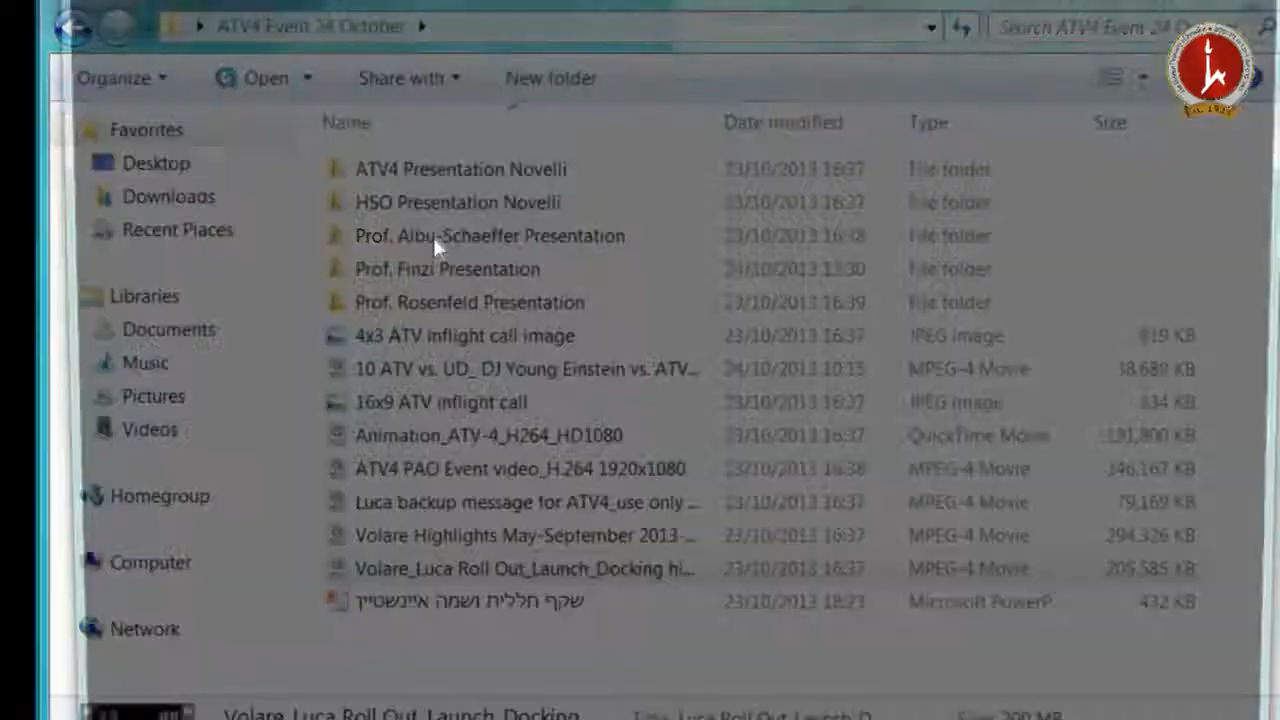 ATV4 Event 24 October
Search ATV4 Event 24
Organize Open Share with New folder
Name Date modified Type Size
Favorites
Desktop
Downloads
Recent Places
Libraries
Documents
Music
Pictures
Videos
Homegroup
Computer
Network
ATV4 Presentation Novelli 23/10/2013 16:37 File folder
HSO Presentation Novelli 23/10/2013 16:37 File folder
Prof. Albu-Schaeffer Presentation 23/10/2013 16:38 File folder
Prof. Finzi Presentation 24/10/2013 File folder
Prof. Rosenfeld Presentation 23/10/2013 16:39 File folder
4x3 ATV inflight call image 23/10/2013 16:37 JPEG image 819 KB
10 ATV vs. UD_ DJ Young Einstein vs. ATV... 24/10/2013 10:15 MPEG-4 Movie 38,689 KB
16x9 ATV inflight call 23/10/2013 16:37 JPEG image 834 KB
Animation_ATV-4_H264_HD1080 23/10/2013 16:37 QuickTime Movie 191,800 KB
ATV4 PAO Event video_H.264 1920x1080 23/10/2013 16:38 MPEG-4 Movie 346,167 KB
Luca backup message for ATV4_use only ... 23/10/2013 16:37 MPEG-4 Movie 79,169 KB
Volare Highlights May-September 2013-... 23/10/2013 16:37 MPEG-4 Movie 294,326 KB
Volare_Luca Roll Out_Launch_Docking hi... 23/10/2013 16:37 MPEG-4 Movie 205,585 KB
שקף חללית ושמה איינשטיין 23/10/2013 18:23 Microsoft PowerP... 432 KB
Volare_Luca Roll Out_Launch_Docking
Est. 1924